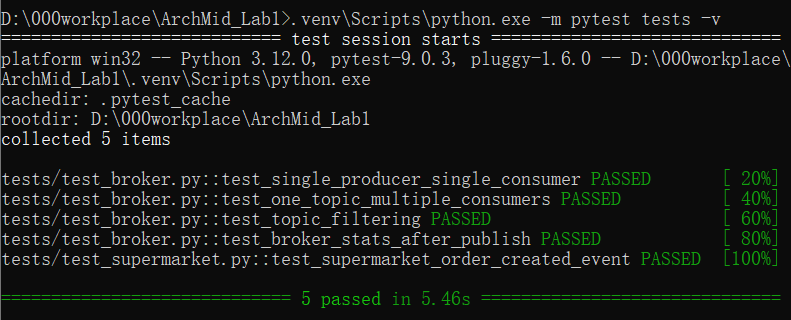 D:\000workplace\ArchMid_Lab1>.venv\Scripts\python.exe -m pytest tests -v
============================ test session starts =============================
platform win32 -- Python 3.12.0, pytest-9.0.3, pluggy-1.6.0 -- D:\000workplace\
ArchMid_Lab1\.venv\Scripts\python.exe
cachedir: .pytest_cache
rootdir: D:\000workplace\ArchMid_Lab1
collected 5 items
tests/test_broker.py::test_single_producer_single_consumer PASSED [ 20%]
tests/test_broker.py::test_one_topic_multiple_consumers PASSED [ 40%]
tests/test_broker.py::test_topic_filtering PASSED [ 60%]
tests/test_broker.py::test_broker_stats_after_publish PASSED [ 80%]
tests/test_supermarket.py::test_supermarket_order_created_event PASSED [100%]
============================= 5 passed in 5.46s ==============================